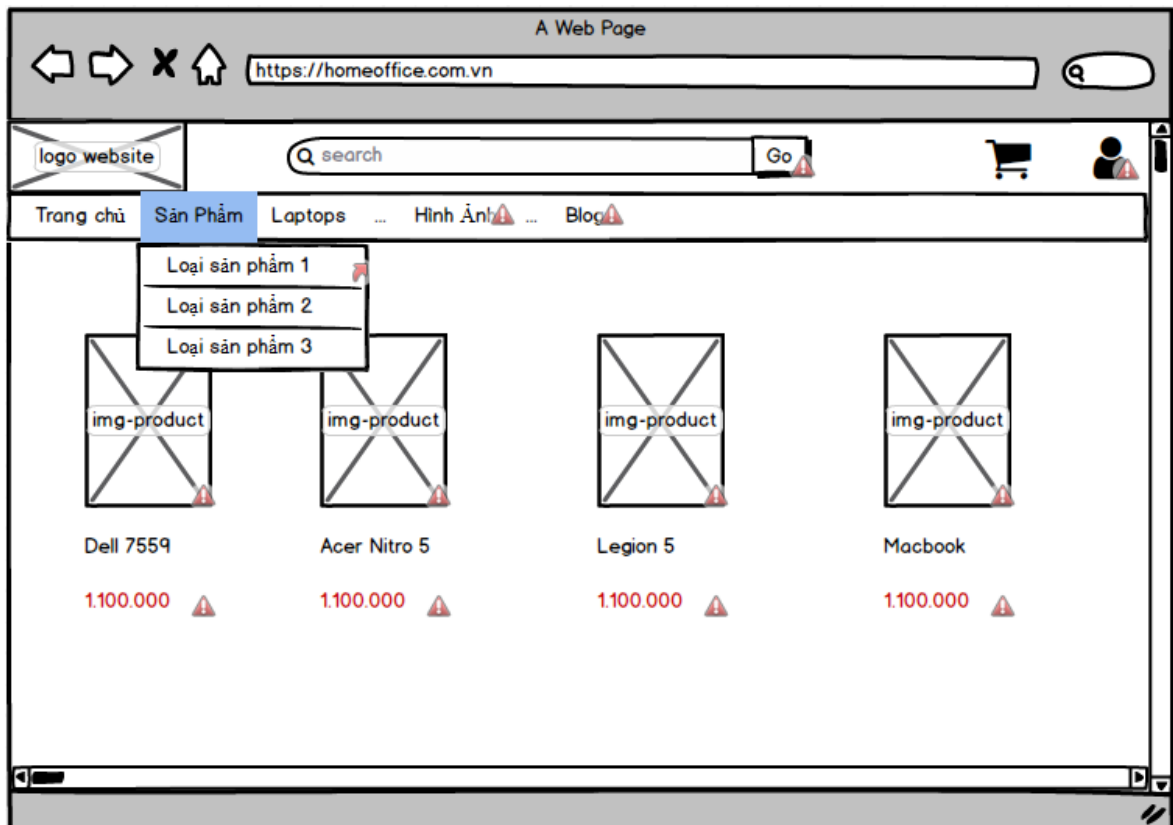 A Web Page
https://homeoffice.com.vn
logo website
search
Go
Trang chủ Sản Phẩm Laptops ... Hình Ảnh ... Blog
Loại sản phẩm 1
Loại sản phẩm 2
Loại sản phẩm 3
img-product img-product img-product img-product
Dell 7559 Acer Nitro 5 Legion 5 Macbook
1.100.000 1.100.000 1.100.000 1.100.000